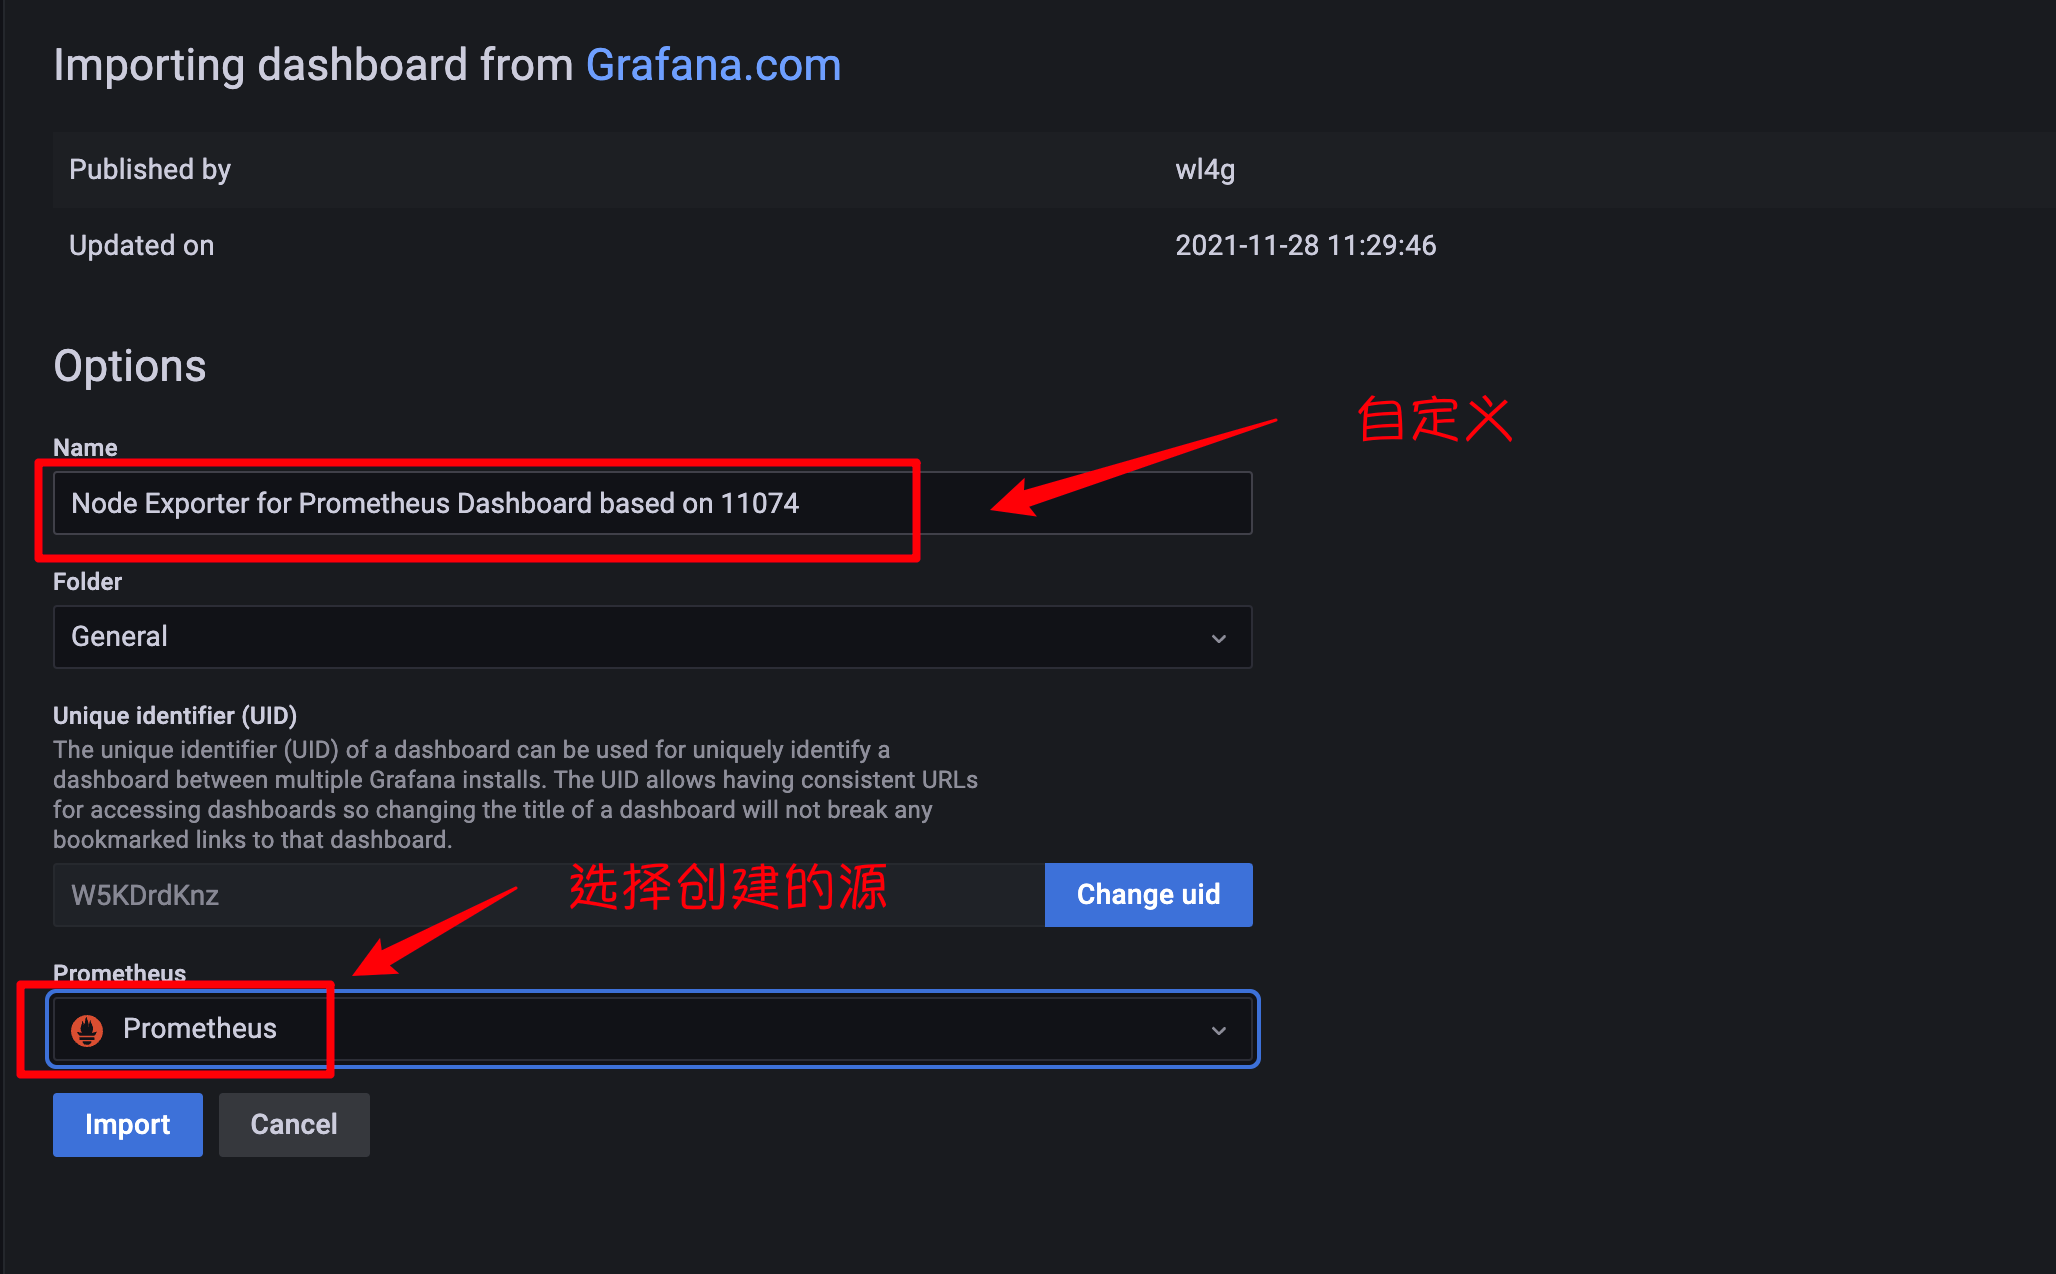 Importing dashboard from Grafana.com
Published by wl4g
Updated on 2021-11-28 11:29:46
Options
自定义
Name
Node Exporter for Prometheus Dashboard based on 11074
Folder
General
Unique identifier (UID)
The unique identifier (UID) of a dashboard can be used for uniquely identify a
dashboard between multiple Grafana installs. The UID allows having consistent URLs
for accessing dashboards so changing the title of a dashboard will not break any
bookmarked links to that dashboard.
选择创建的源
W5KDrdKnz Change uid
Prometheus
Prometheus
Import Cancel